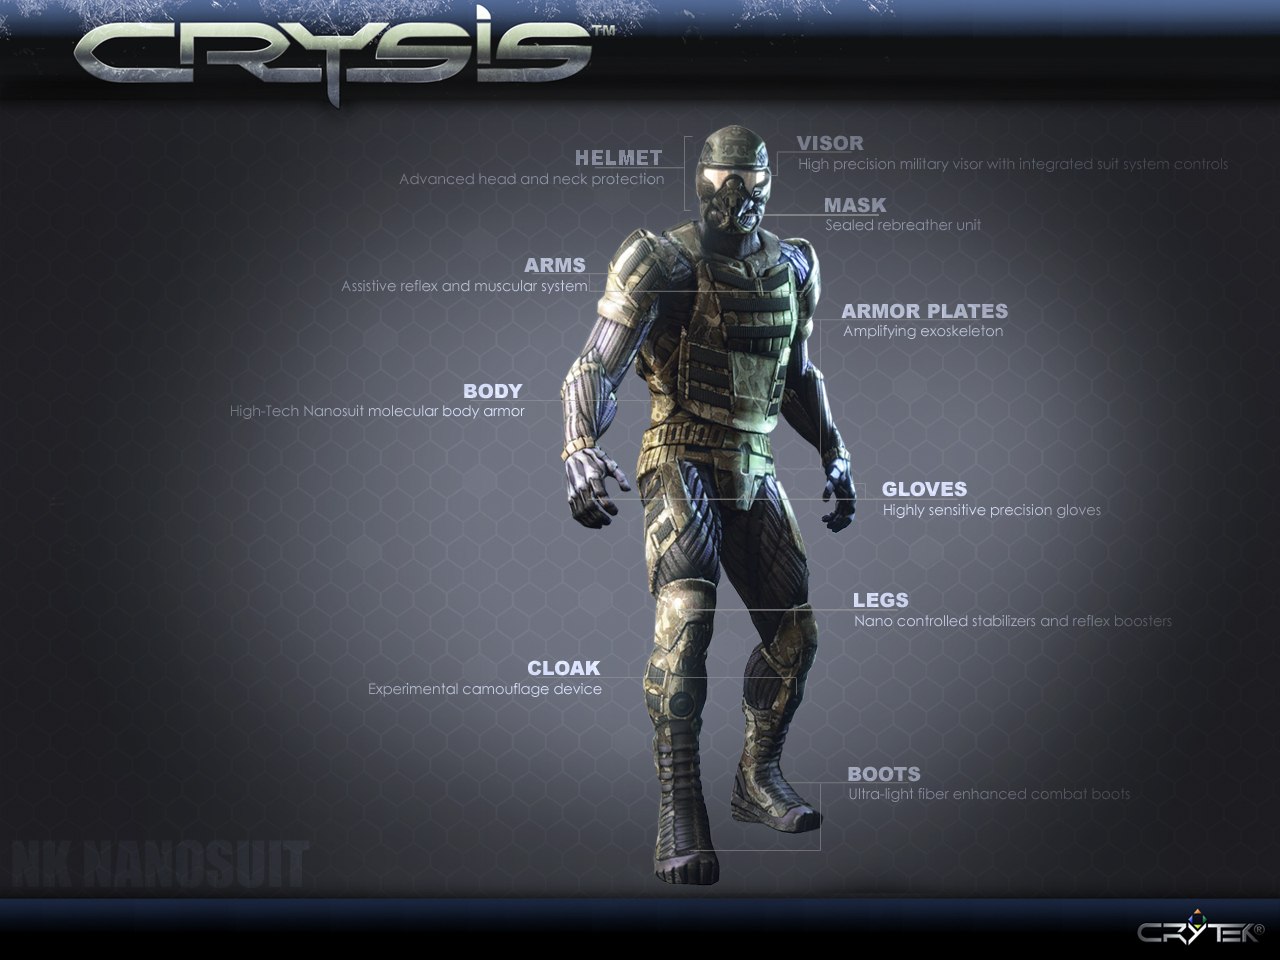 CRYSIS™
HELMET
Advanced head and neck protection
VISOR
High precision military visor with integrated suit system controls
MASK
Sealed rebreather unit
ARMS
Assistive reflex and muscular system
ARMOR PLATES
Amplifying exoskeleton
BODY
High-Tech Nanosuit molecular body armor
GLOVES
Highly sensitive precision gloves
LEGS
Nano controlled stabilizers and reflex boosters
CLOAK
Experimental camouflage device
BOOTS
Ultra-light fiber enhanced combat boots
NK NANOSUIT
CRYTEK®